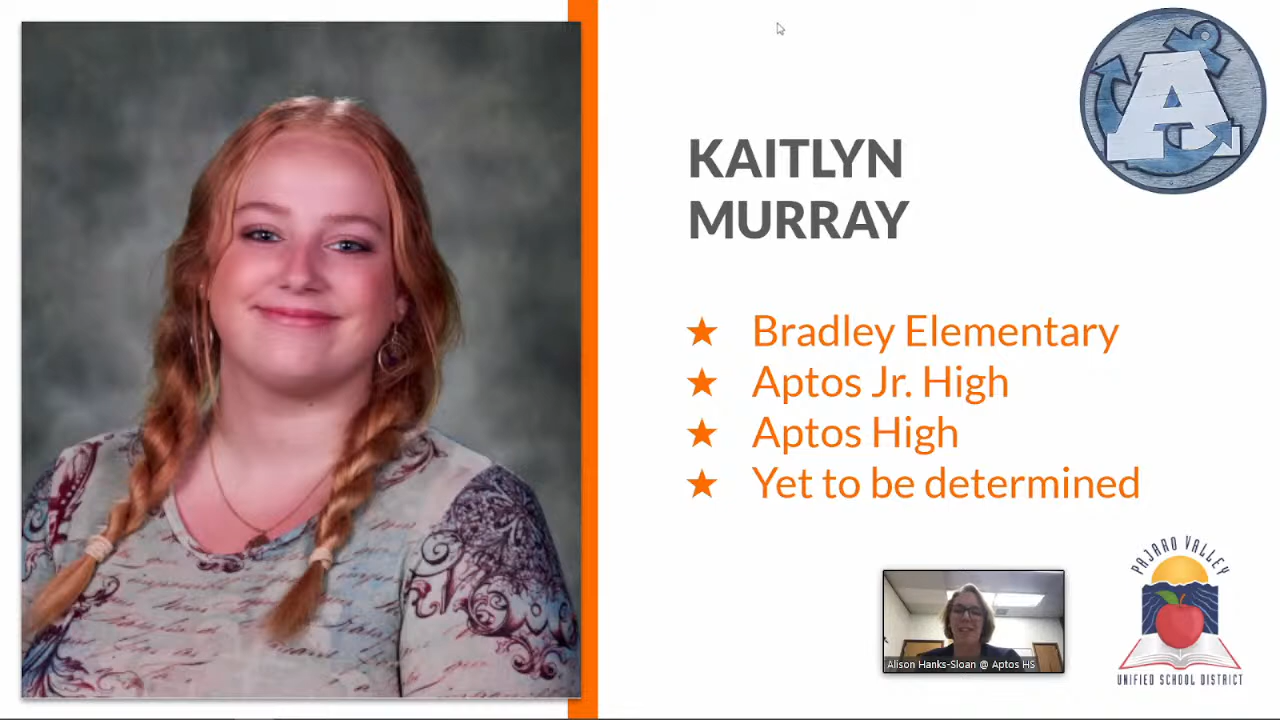 KAITLYN
MURRAY
A
★ Bradley Elementary
★ Aptos Jr. High
★ Aptos High
★ Yet to be determined
Alison Hanks-Sloan @ Aptos HS
PAJARO VALLEY
UNIFIED SCHOOL DISTRICT